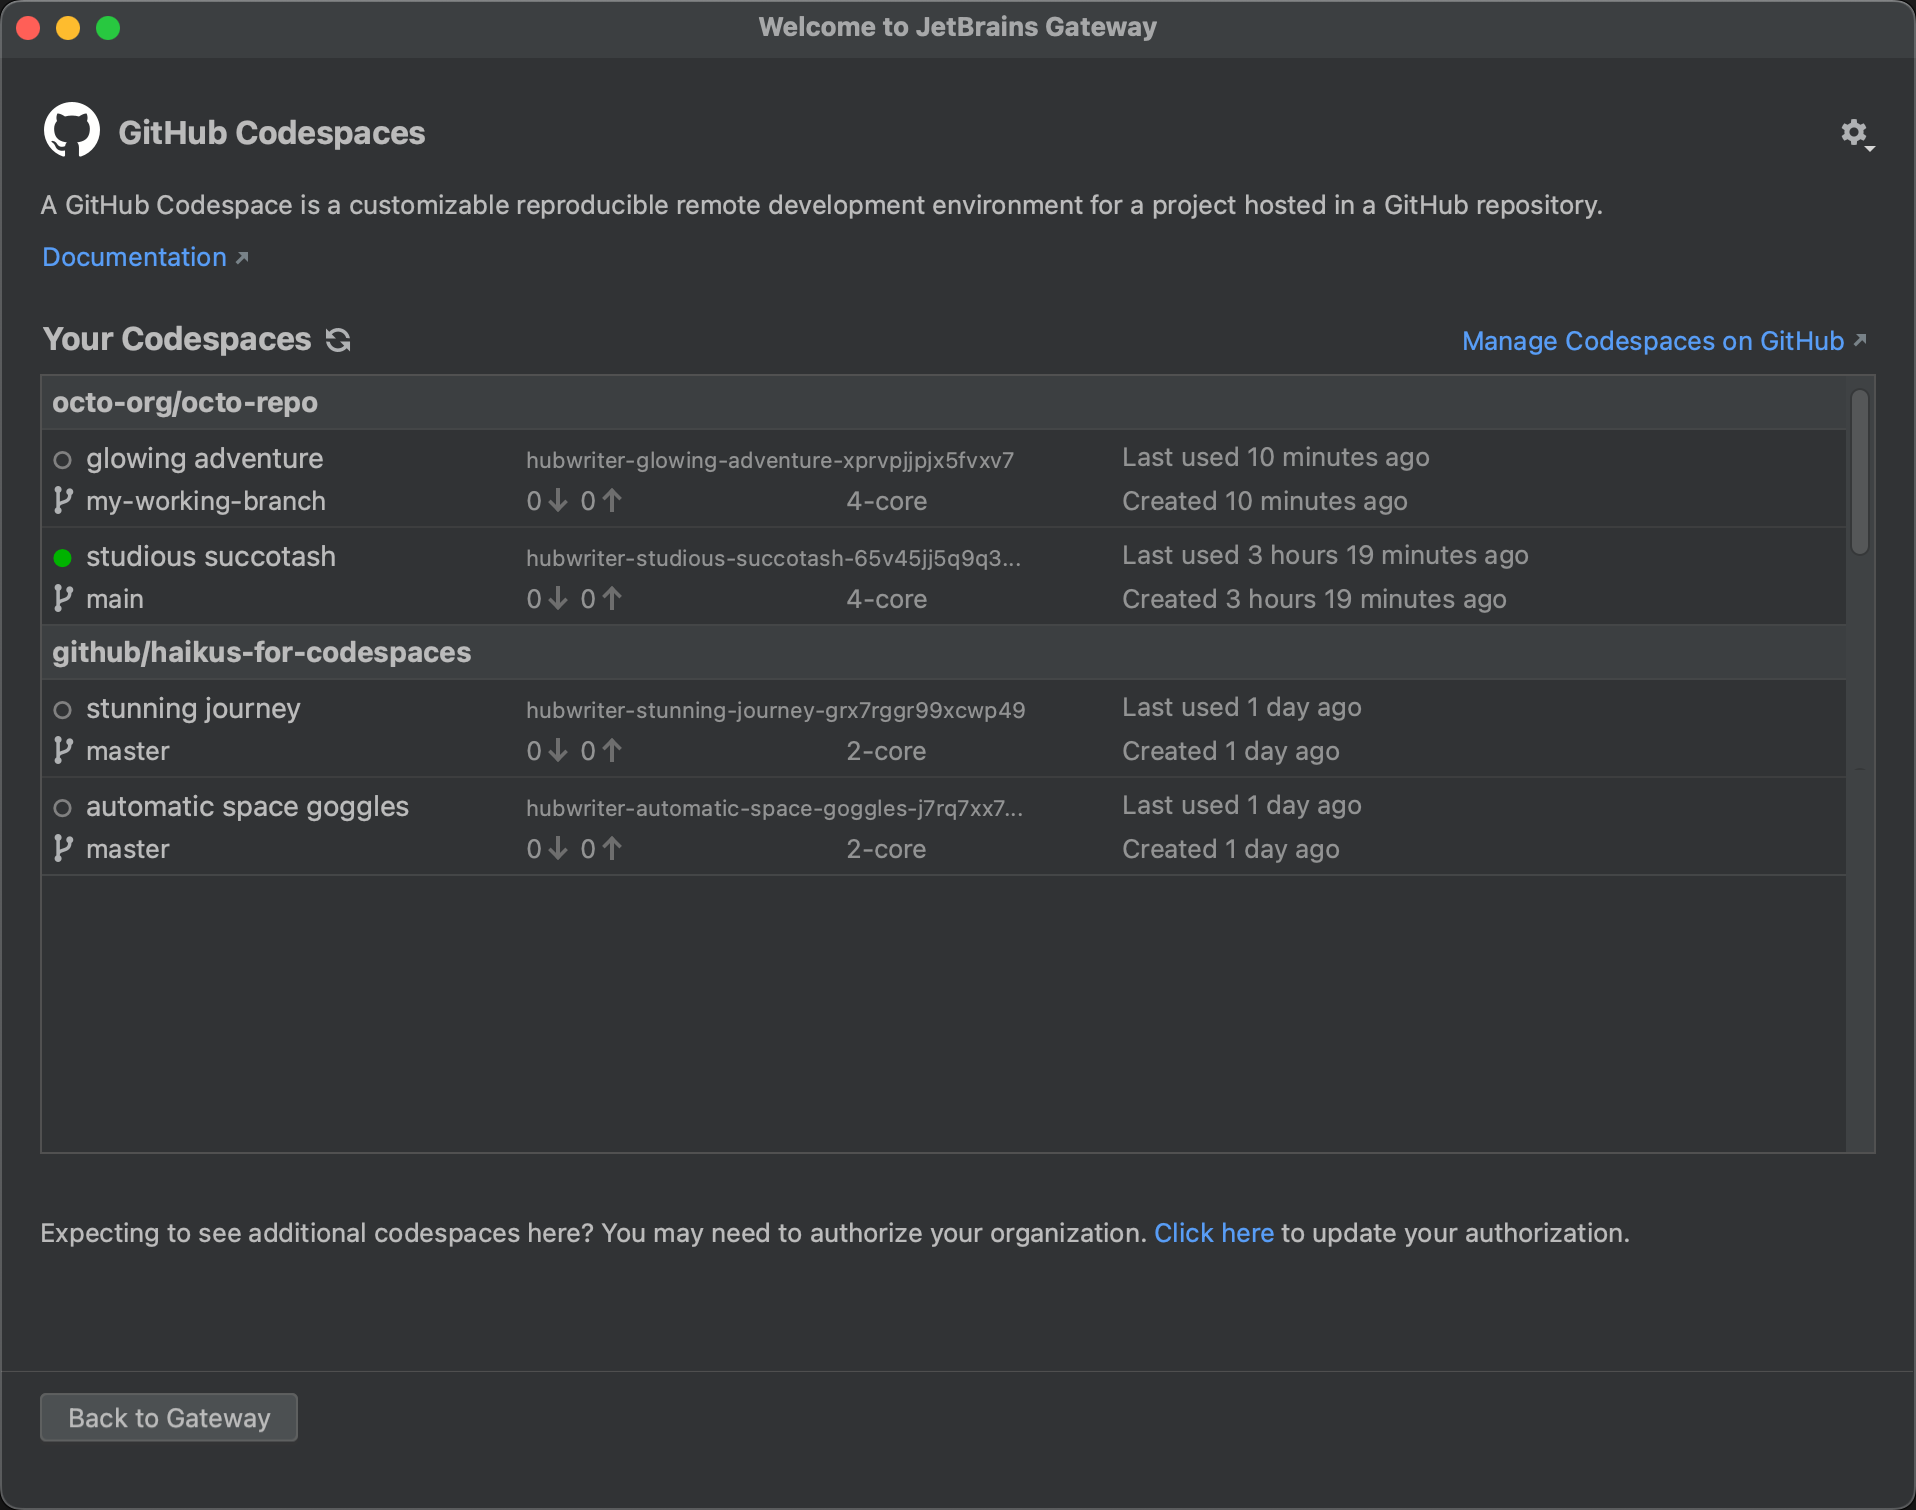 Welcome to JetBrains Gateway
GitHub Codespaces
A GitHub Codespace is a customizable reproducible remote development environment for a project hosted in a GitHub repository.
Documentation
Your Codespaces
Manage Codespaces on GitHub
octo-org/octo-repo
glowing adventure hubwriter-glowing-adventure-xprvpjjpjx5fvxv7 Last used 10 minutes ago
my-working-branch 0 0 4-core Created 10 minutes ago
studious succotash hubwriter-studious-succotash-65v45jj5q9q3... Last used 3 hours 19 minutes ago
main 0 0 4-core Created 3 hours 19 minutes ago
github/haikus-for-codespaces
stunning journey hubwriter-stunning-journey-grx7rggr99xcwp49 Last used 1 day ago
master 0 0 2-core Created 1 day ago
automatic space goggles hubwriter-automatic-space-goggles-j7rq7xx7... Last used 1 day ago
master 0 0 2-core Created 1 day ago
Expecting to see additional codespaces here? You may need to authorize your organization. Click here to update your authorization.
Back to Gateway